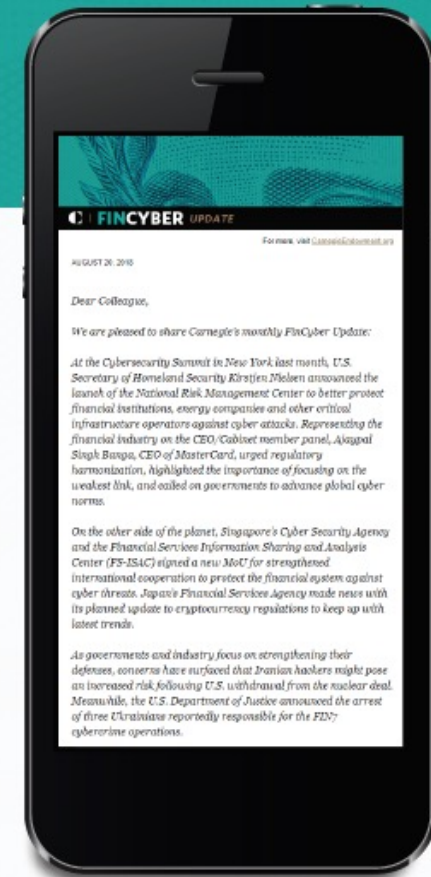 FINCYBER UPDATE
For more, visit CarnegieEndowment.org
AUGUST 20, 2018
Dear Colleague,
We are pleased to share Carnegie's monthly FinCyber Update:
At the Cybersecurity Summit in New York last month, U.S.
Secretary of Homeland Security Kirstjen Nielsen announced the
launch of the National Risk Management Center to better protect
financial institutions, energy companies and other critical
infrastructure operators against cyber attacks. Representing the
financial industry on the CEO/Cabinet member panel, Ajaypal
Singh Banga, CEO of MasterCard, urged regulatory
harmonization, highlighted the importance of focusing on the
weakest link, and called on governments to advance global cyber
norms.
On the other side of the planet, Singapore's Cyber Security Agency
and the Financial Services Information Sharing and Analysis
Center (FS-ISAC) signed a new MoU for strengthened
international cooperation to protect the financial system against
cyber threats. Japan's Financial Services Agency made news with
its planned update to cryptocurrency regulations to keep up with
latest trends.
As governments and industry focus on strengthening their
defenses, concerns have surfaced that Iranian hackers might pose
an increased risk following U.S. withdrawal from the nuclear deal.
Meanwhile, the U.S. Department of Justice announced the arrest
of three Ukrainians reportedly responsible for the FIN7
cybercrime operations.